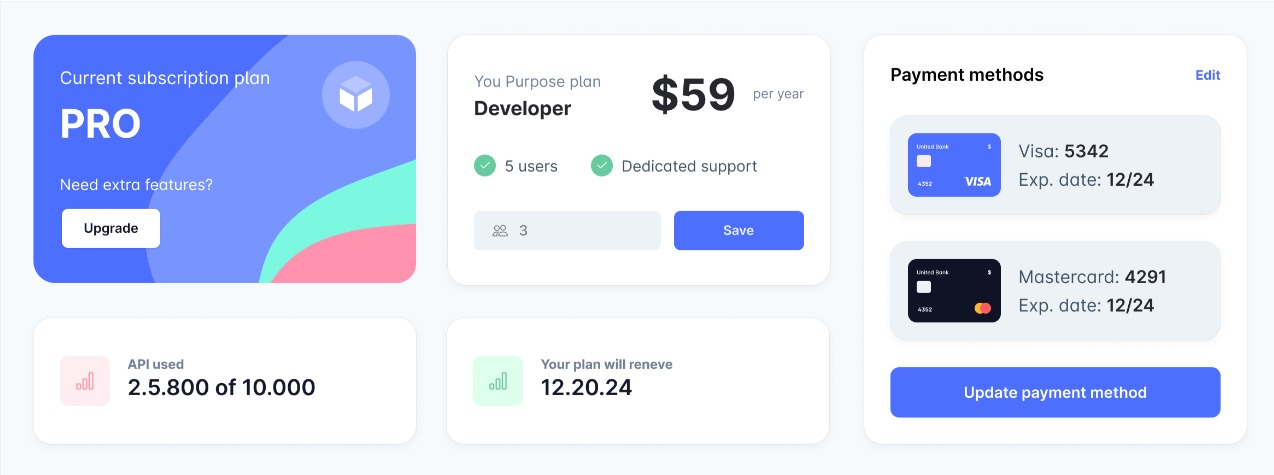 Current subscription plan
PRO
Need extra features?
Upgrade
You Purpose plan
Developer
$59 per year
5 users
Dedicated support
3
Save
API used
2.5.800 of 10.000
Your plan will reneve
12.20.24
Payment methods
Edit
United Bank $
4352 VISA
Visa: 5342
Exp. date: 12/24
United Bank $
4352
Mastercard: 4291
Exp. date: 12/24
Update payment method